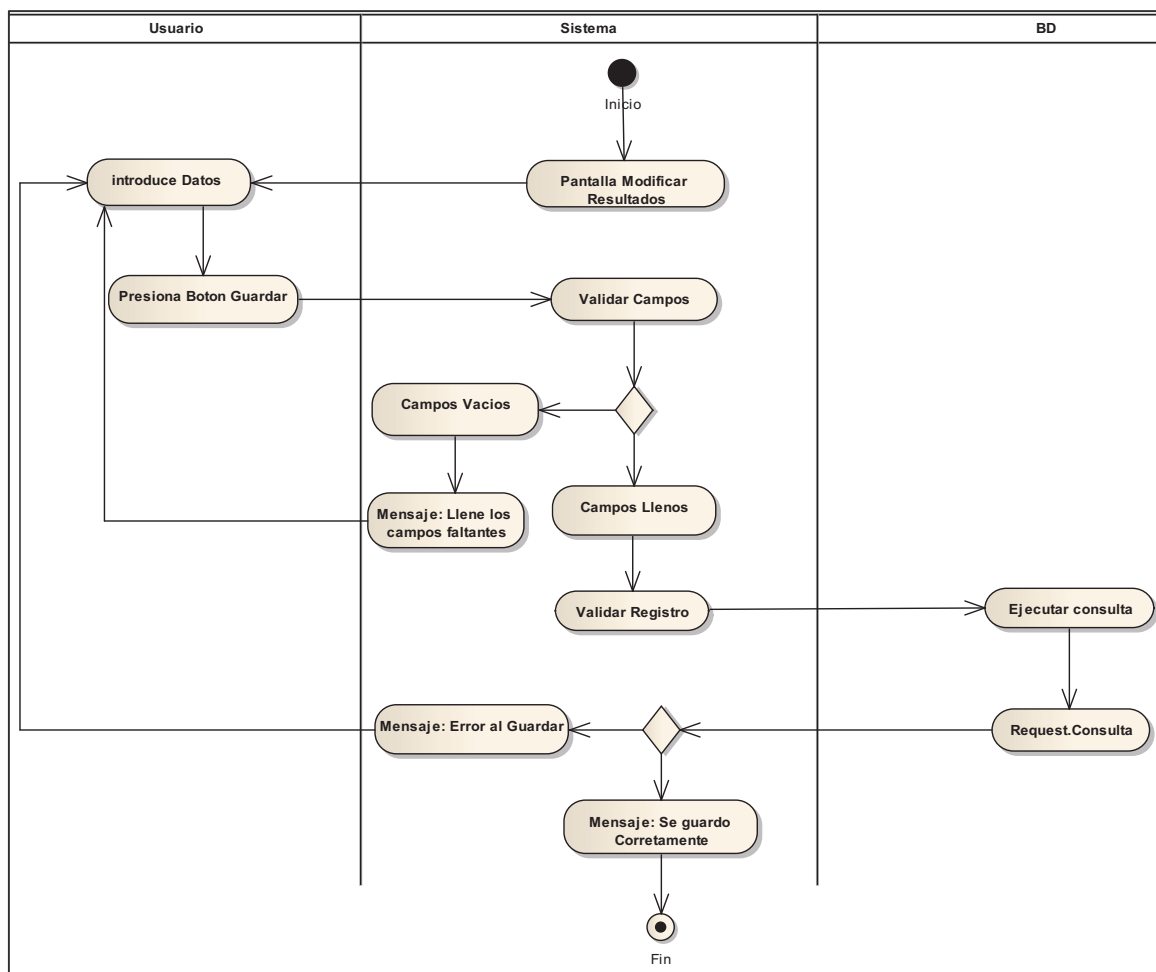 Usuario
Sistema
BD
Inicio
introduce Datos
Pantalla Modificar
Resultados
Presiona Boton Guardar
Validar Campos
Campos Vacios
Mensaje: Llene los
campos faltantes
Campos Llenos
Validar Registro
Ejecutar consulta
Mensaje: Error al Guardar
Request.Consulta
Mensaje: Se guardo
Corretamente
Fin